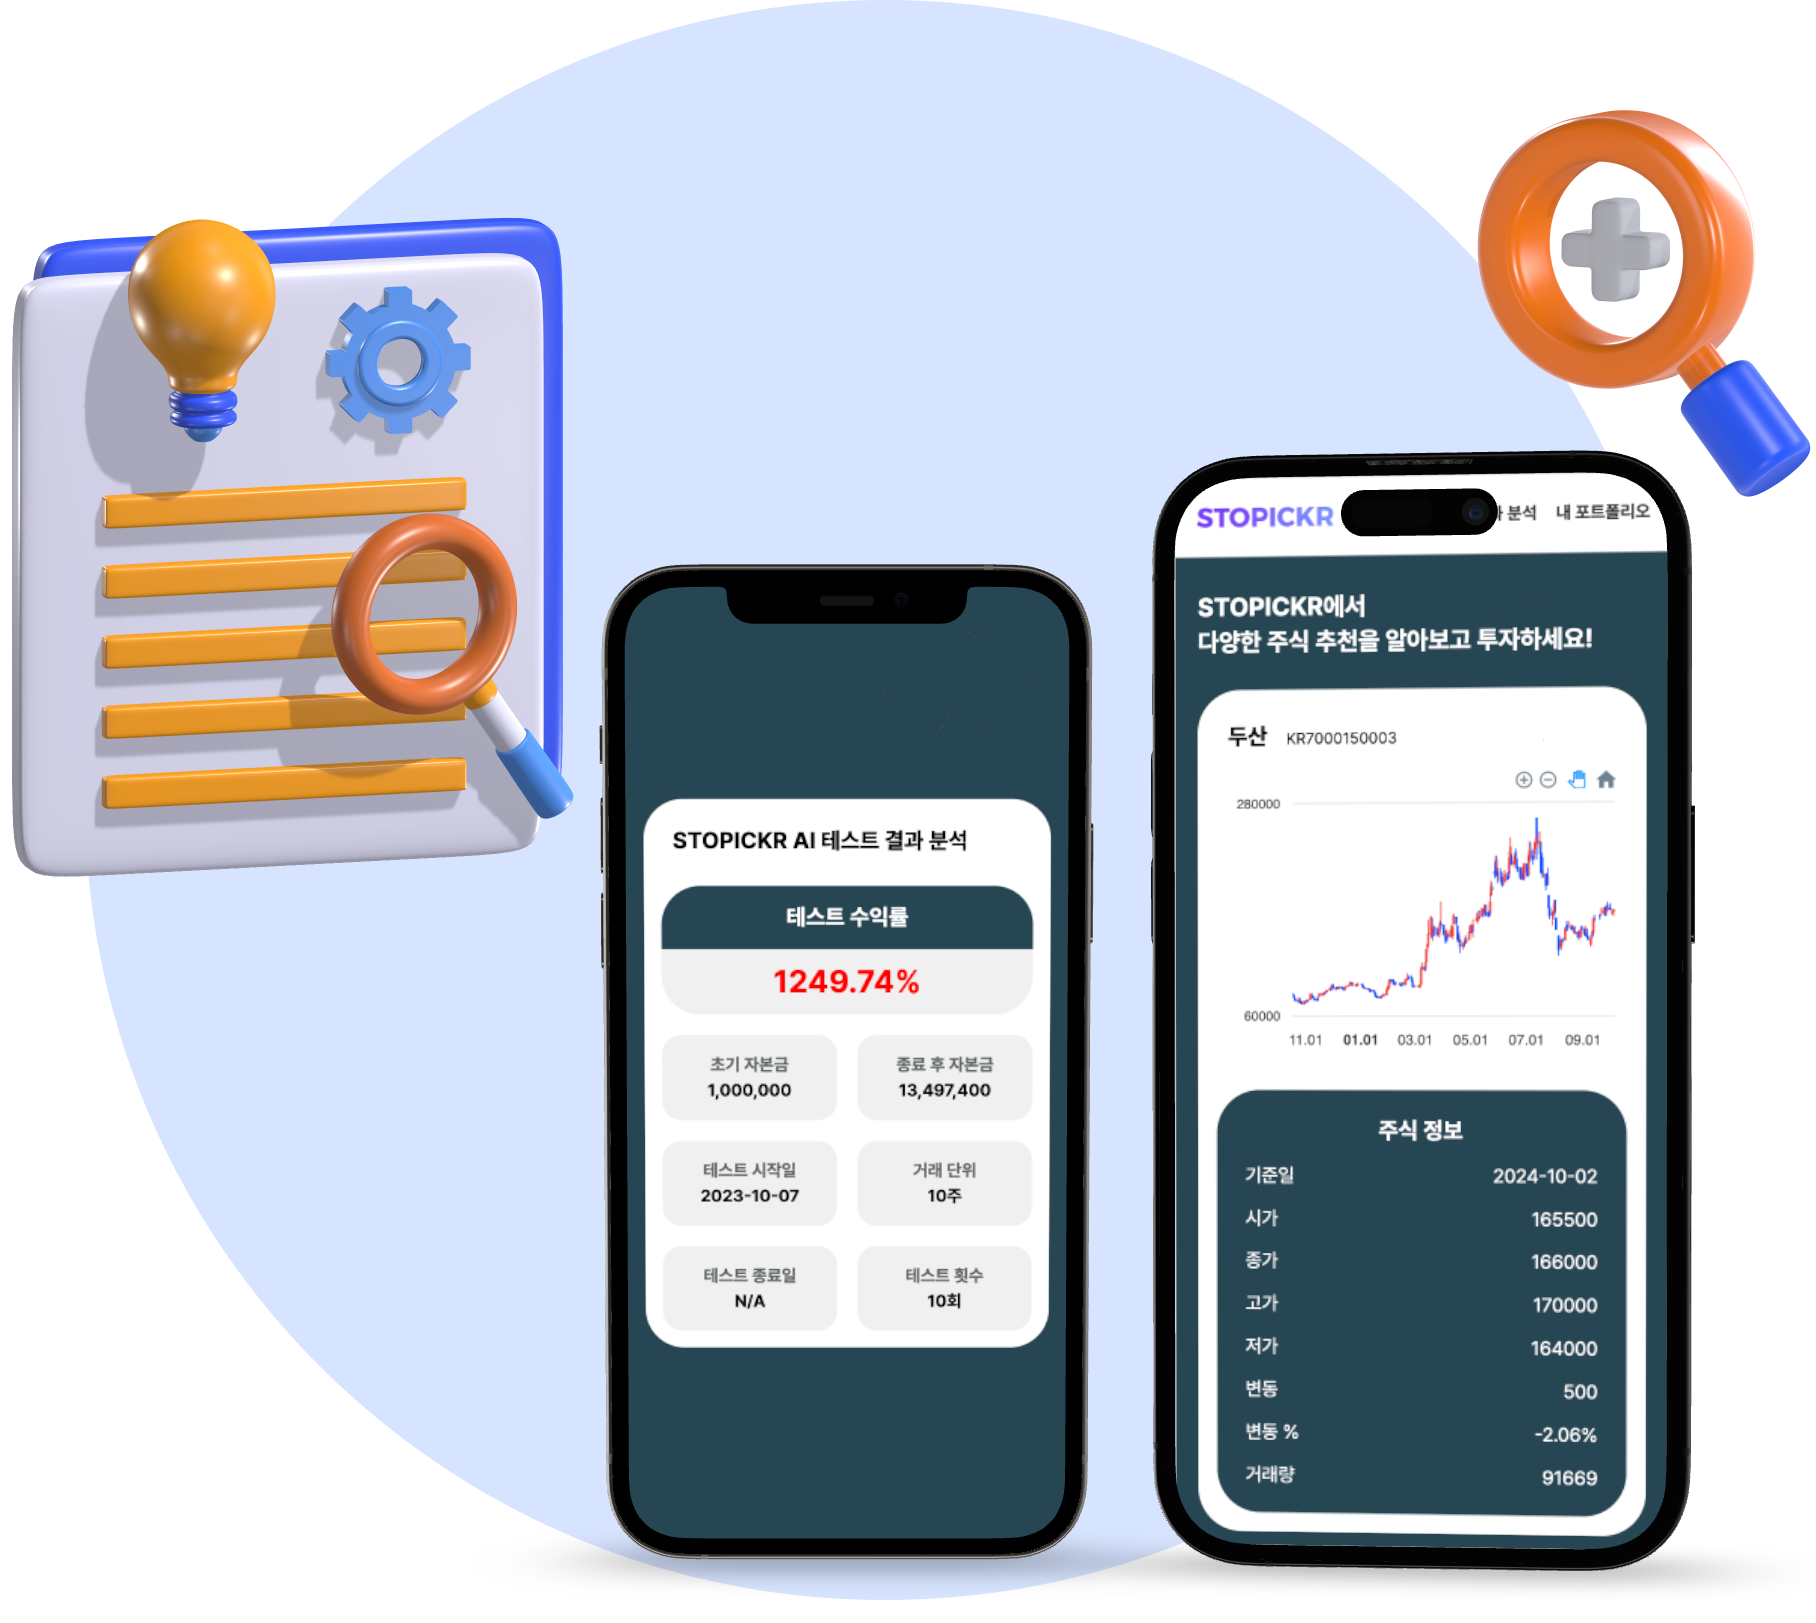 STOPICKR AI 테스트 결과 분석
테스트 수익률
1249.74%
초기 자본금
1,000,000
종료 후 자본금
13,497,400
테스트 시작일
2023-10-07
거래 단위
10주
테스트 종료일
N/A
테스트 횟수
10회
STOPICKR 분석 내 포트폴리오
STOPICKR에서
다양한 주식 추천을 알아보고 투자하세요!
두산 KR7000150003
280000
60000
11.01 01.01 03.01 05.01 07.01 09.01
주식 정보
기준일 2024-10-02
시가 165500
종가 166000
고가 170000
저가 164000
변동 500
변동 % -2.06%
거래량 91669